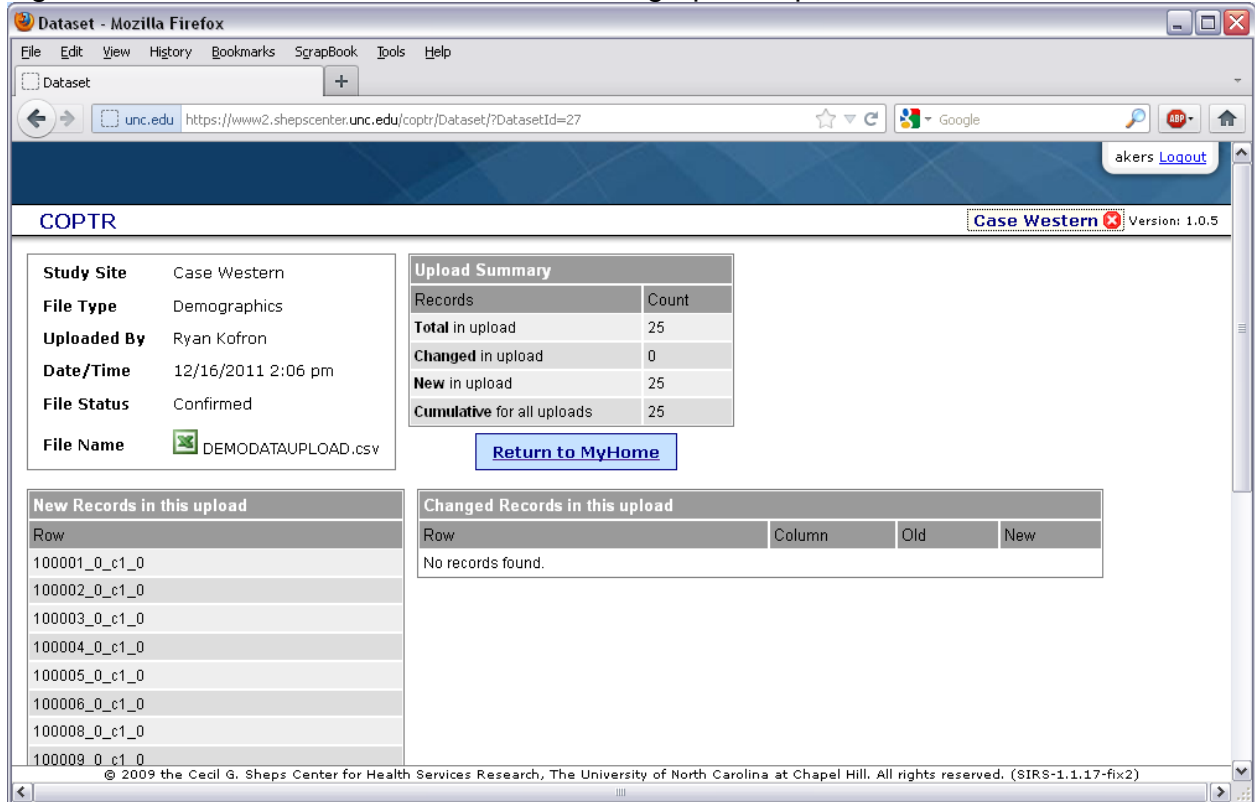 Dataset - Mozilla Firefox
File Edit View History Bookmarks ScrapBook Tools Help
Dataset +
unc.edu https://www2.shepscenter.unc.edu/coptr/Dataset/?DatasetId=27 Google ABP
akers Logout
COPTR Case Western Version: 1.0.5
Study Site Case Western
File Type Demographics
Uploaded By Ryan Kofron
Date/Time 12/16/2011 2:06 pm
File Status Confirmed
File Name DEMODATAUPLOAD.csv
Upload Summary
Records Count
Total in upload 25
Changed in upload 0
New in upload 25
Cumulative for all uploads 25
Return to MyHome
New Records in this upload
Row
100001_0_c1_0
100002_0_c1_0
100003_0_c1_0
100004_0_c1_0
100005_0_c1_0
100006_0_c1_0
100008_0_c1_0
100009_0_c1_0
Changed Records in this upload
Row Column Old New
No records found.
© 2009 the Cecil G. Sheps Center for Health Services Research, The University of North Carolina at Chapel Hill. All rights reserved. (SIRS-1.1.17-fix2)